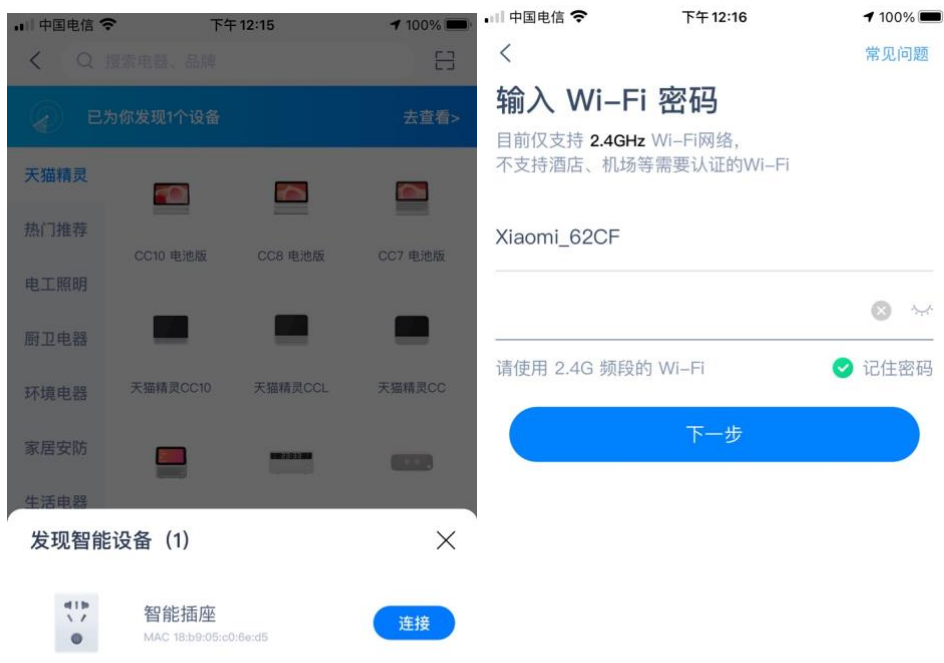 中国电信
下午 12:15
100%
搜索电器、品牌
已为你发现1个设备
去查看>
天猫精灵
热门推荐
电工照明
厨卫电器
环境电器
家居安防
生活电器
CC10 电池版
CC8 电池版
CC7 电池版
天猫精灵CC10
天猫精灵CCL
天猫精灵CC
发现智能设备（1）
智能插座
MAC 18:b9:05:c0:6e:d5
连接
中国电信
下午 12:16
100%
常见问题
输入 Wi-Fi 密码
目前仅支持 2.4GHz Wi-Fi网络，
不支持酒店、机场等需要认证的Wi-Fi
Xiaomi_62CF
请使用 2.4G 频段的 Wi-Fi
记住密码
下一步